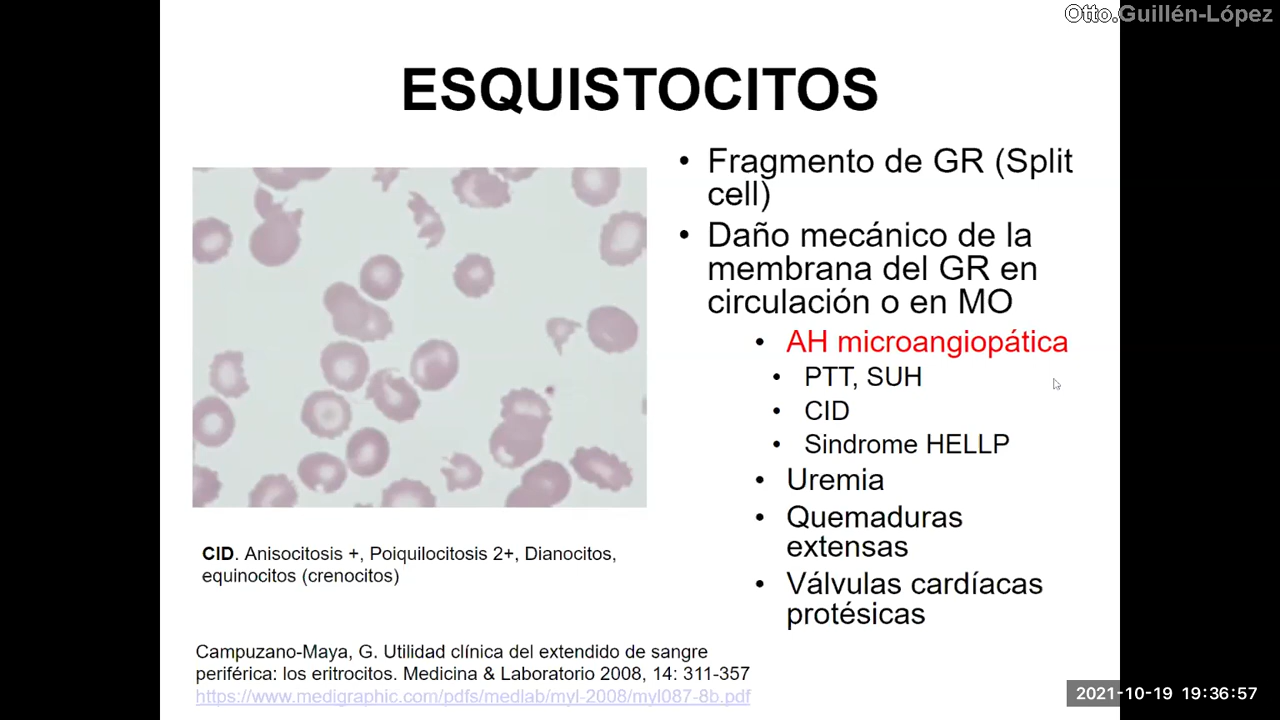 Otto.Guillén-López
ESQUISTOCITOS
• Fragmento de GR (Split
cell)
• Daño mecánico de la
membrana del GR en
circulación o en MO
• AH microangiopática
• PTT, SUH
• CID
• Sindrome HELLP
• Uremia
• Quemaduras
extensas
• Válvulas cardíacas
protésicas
CID. Anisocitosis +, Poiquilocitosis 2+, Dianocitos,
equinocitos (crenocitos)
Campuzano-Maya, G. Utilidad clínica del extendido de sangre
periférica: los eritrocitos. Medicina & Laboratorio 2008, 14: 311-357
https://www.medigraphic.com/pdfs/medlab/myl-2008/myl087-8b.pdf
2021-10-19 19:36:57